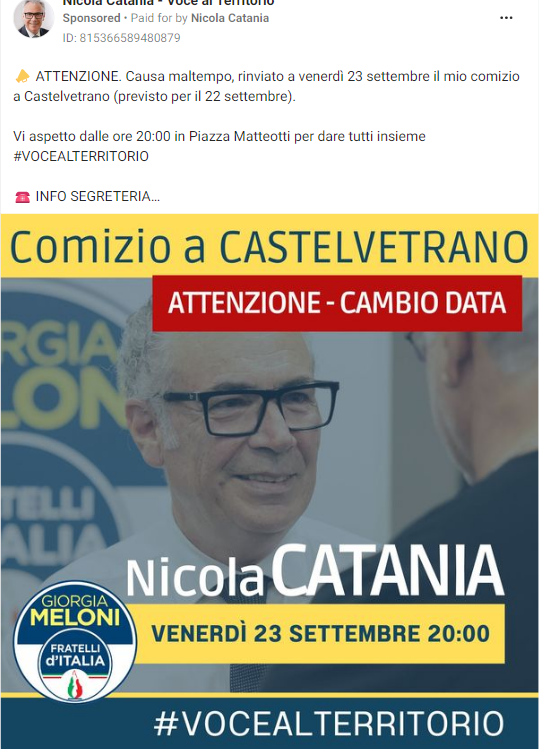 Nicola Catania - Voce al Territorio
Sponsored • Paid for by Nicola Catania
ID: 815366589480879
ATTENZIONE. Causa maltempo, rinviato a venerdì 23 settembre il mio comizio
a Castelvetrano (previsto per il 22 settembre).
Vi aspetto dalle ore 20:00 in Piazza Matteotti per dare tutti insieme
#VOCEALTERRITORIO
INFO SEGRETERIA...
Comizio a CASTELVETRANO
ATTENZIONE - CAMBIO DATA
RGIA
LON
TELLI
ALIA
Nicola CATANIA
GIORGIA
MELONI
FRATELLI
d'ITALIA
VENERDÌ 23 SETTEMBRE 20:00
#VOCEALTERRITORIO